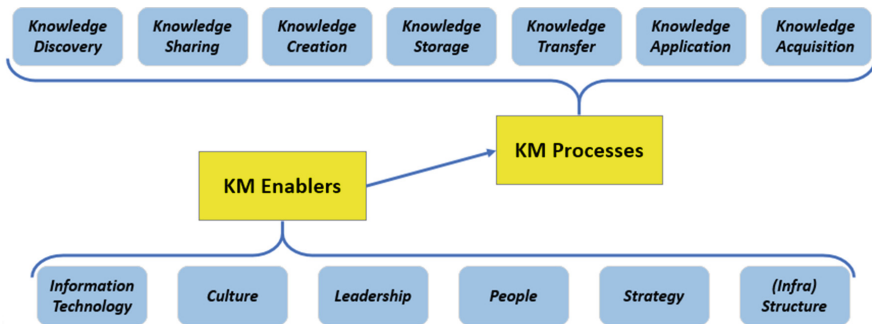 Knowledge
Discovery
Knowledge
Sharing
Knowledge
Creation
Knowledge
Storage
Knowledge
Transfer
Knowledge
Application
Knowledge
Acquisition
KM Processes
KM Enablers
Information
Technology
Culture
Leadership
People
Strategy
(Infra)
Structure